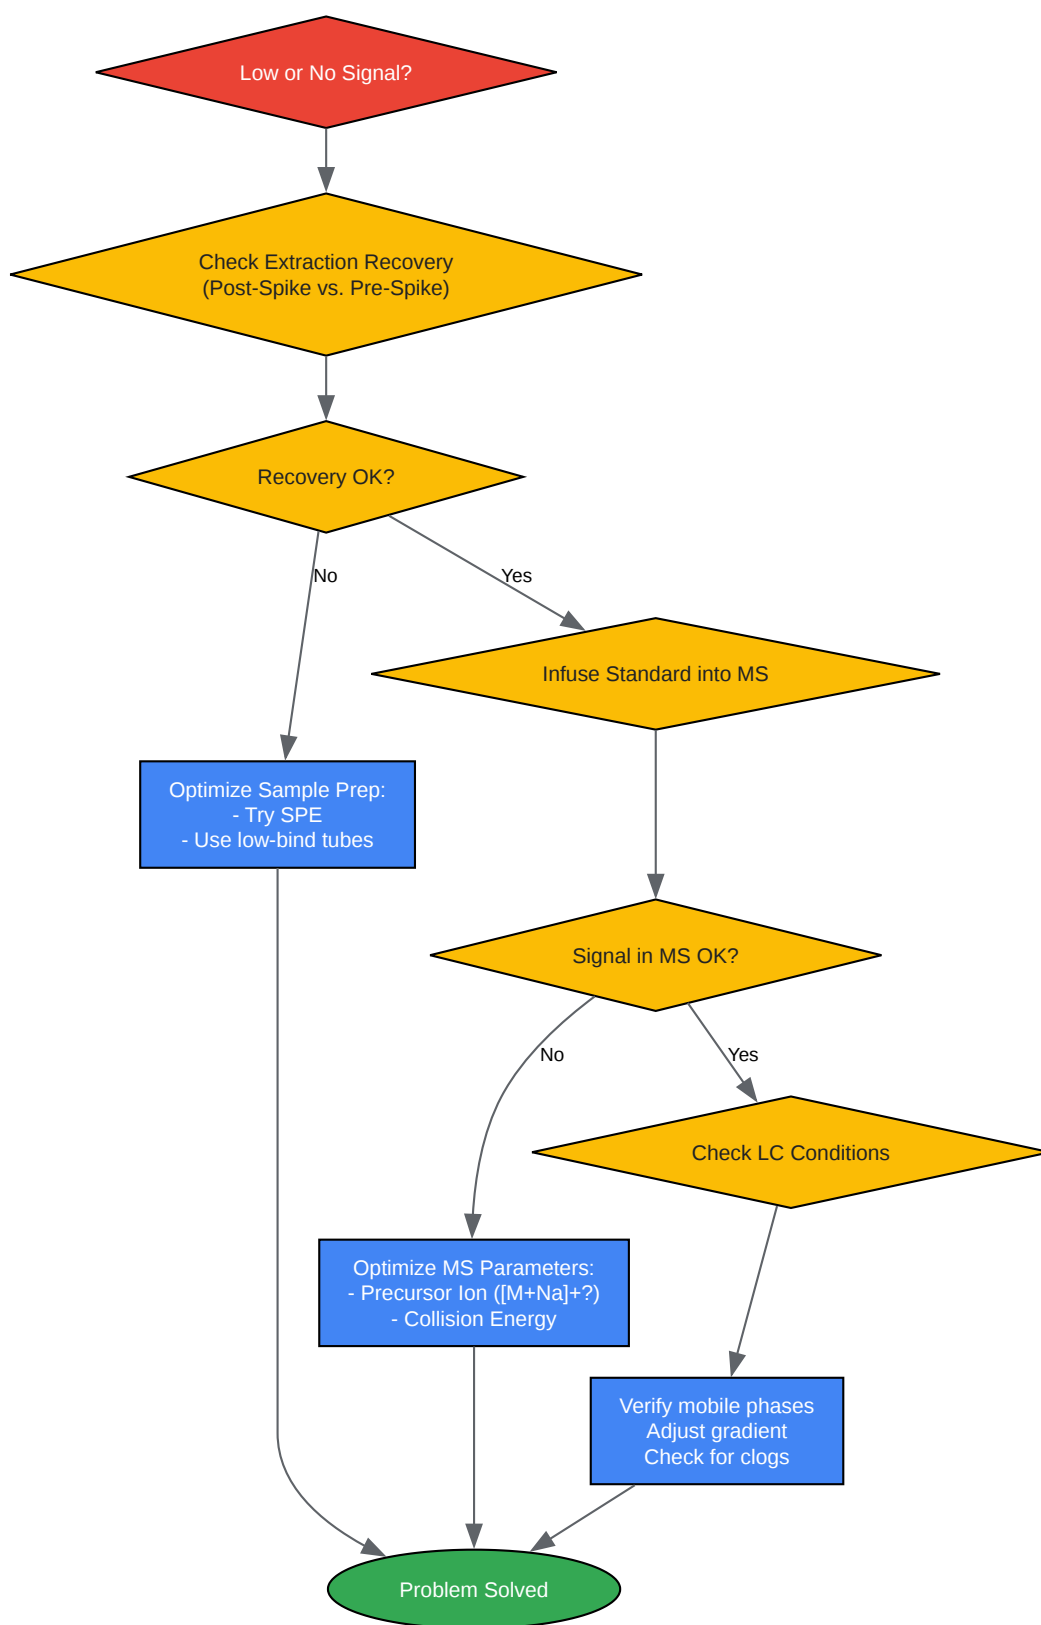 Low or No Signal?
Check Extraction Recovery
(Post-Spike vs. Pre-Spike)
Recovery OK?
No
Yes
Infuse Standard into MS
Optimize Sample Prep:
- Try SPE
- Use low-bind tubes
Signal in MS OK?
No
Yes
Check LC Conditions
Optimize MS Parameters:
- Precursor Ion ([M+Na]+?)
- Collision Energy
Verify mobile phases
Adjust gradient
Check for clogs
Problem Solved